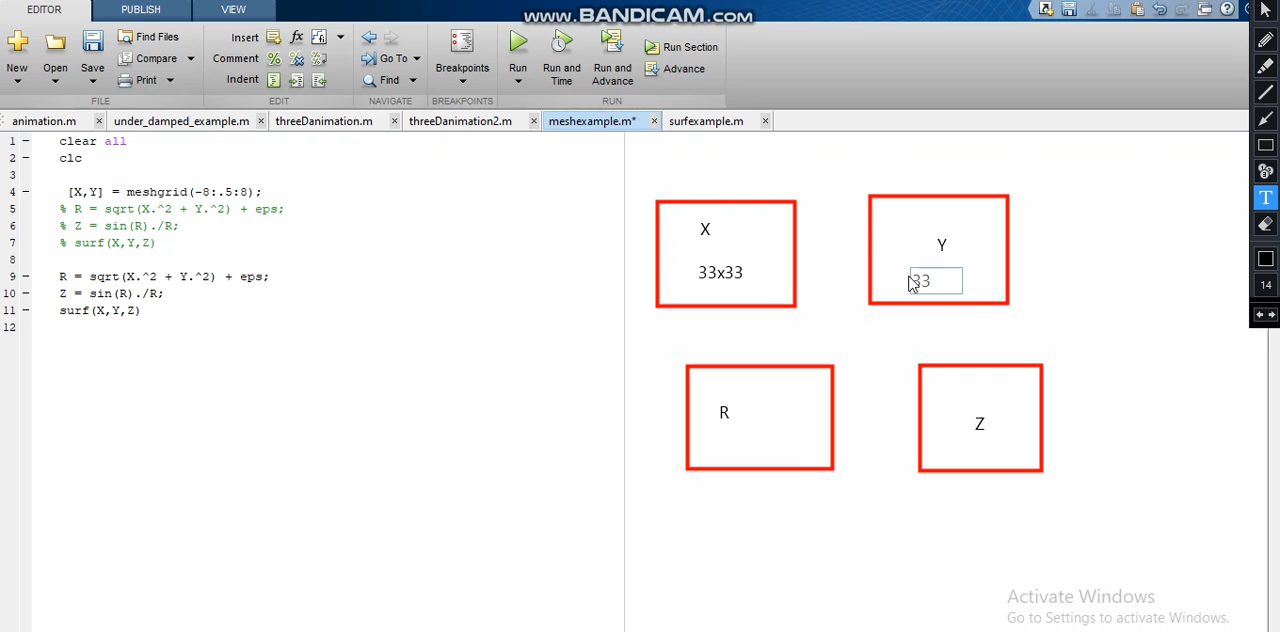 EDITOR PUBLISH VIEW
www.BANDICAM.com
New Open Save
Find Files
Compare
Print
FILE
Insert fx
Comment % %
Indent
EDIT
Go To
Find
NAVIGATE
Breakpoints
BREAKPOINTS
Run
Run and
Time
Run and
Advance
Run Section
Advance
RUN
animation.m under_damped_example.m threeDanimation.m threeDanimation2.m meshexample.m* surfexample.m
1 clear all
2 clc
3
4 [X,Y] = meshgrid(-8:.5:8);
5 % R = sqrt(X.^2 + Y.^2) + eps;
6 % Z = sin(R)./R;
7 % surf(X,Y,Z)
8
9 R = sqrt(X.^2 + Y.^2) + eps;
10 Z = sin(R)./R;
11 surf(X,Y,Z)
12
X
33x33
Y
33
R
Z
T
14
Activate Windows
Go to Settings to activate Windows.